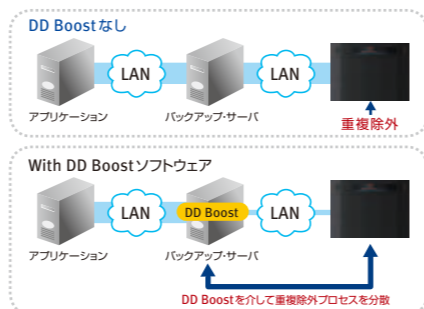 DD Boostなし
LAN
LAN
アプリケーション
バックアップ・サーバ
重複除外
With DD Boostソフトウェア
LAN
DD Boost
LAN
アプリケーション
バックアップ・サーバ
DD Boostを介して重複除外プロセスを分散